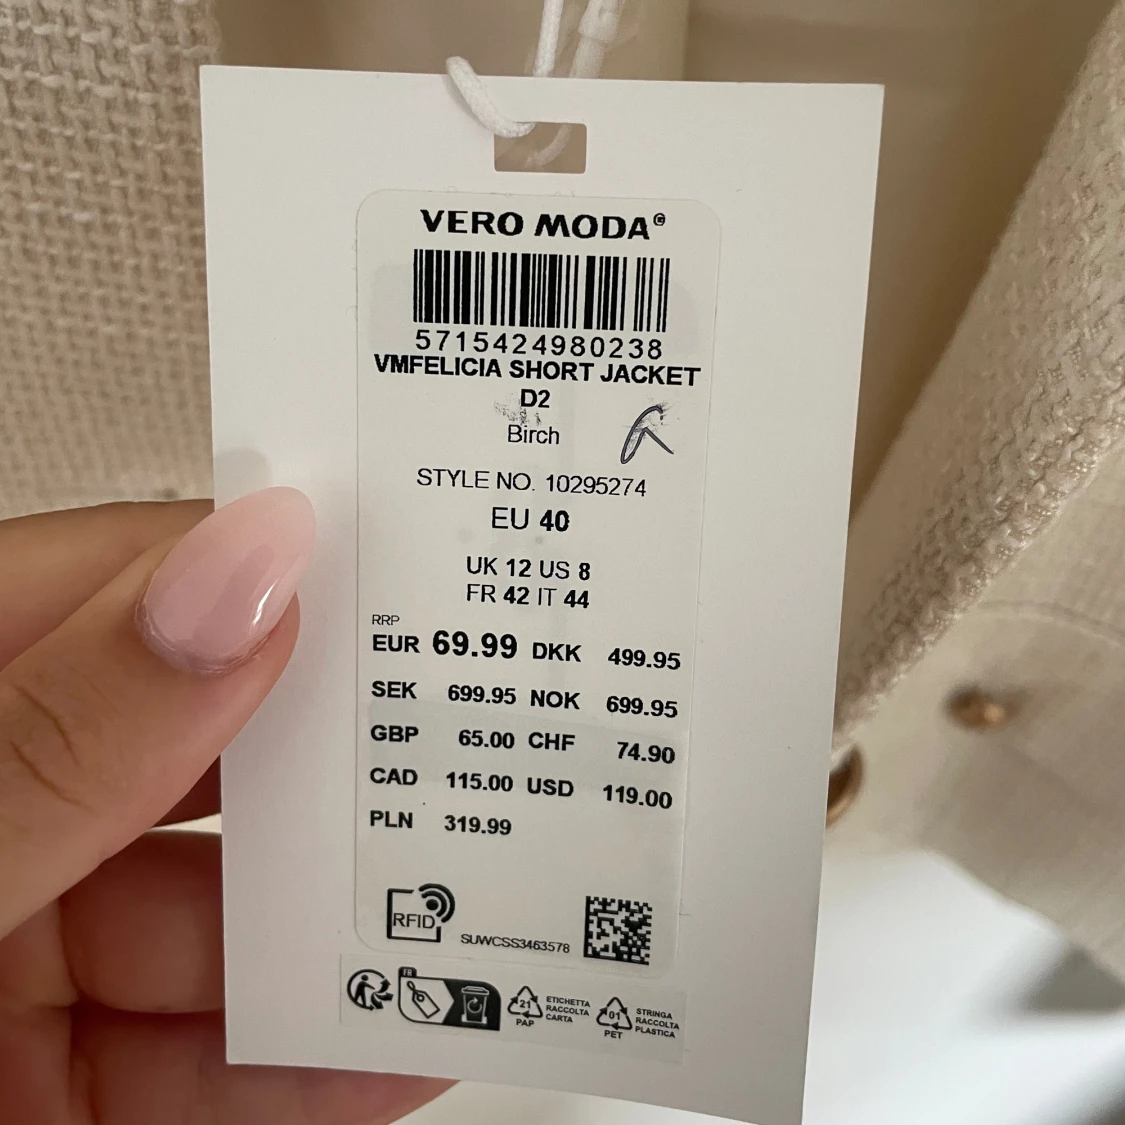 VERO MODA®
5715424980238
VMFELICIA SHORT JACKET
D2
Birch
STYLE NO. 10295274
EU 40
UK 12 US 8
FR 42 IT 44
RRP
EUR 69.99 DKK 499.95
SEK 699.95 NOK 699.95
GBP 65.00 CHF 74.90
CAD 115.00 USD 119.00
PLN 319.99
RFID
SUWCSS3463578
FR
21
PAP
ETICHETTA
RACCOLTA
CARTA
01
PET
STRINGA
RACCOLTA
PLASTICA